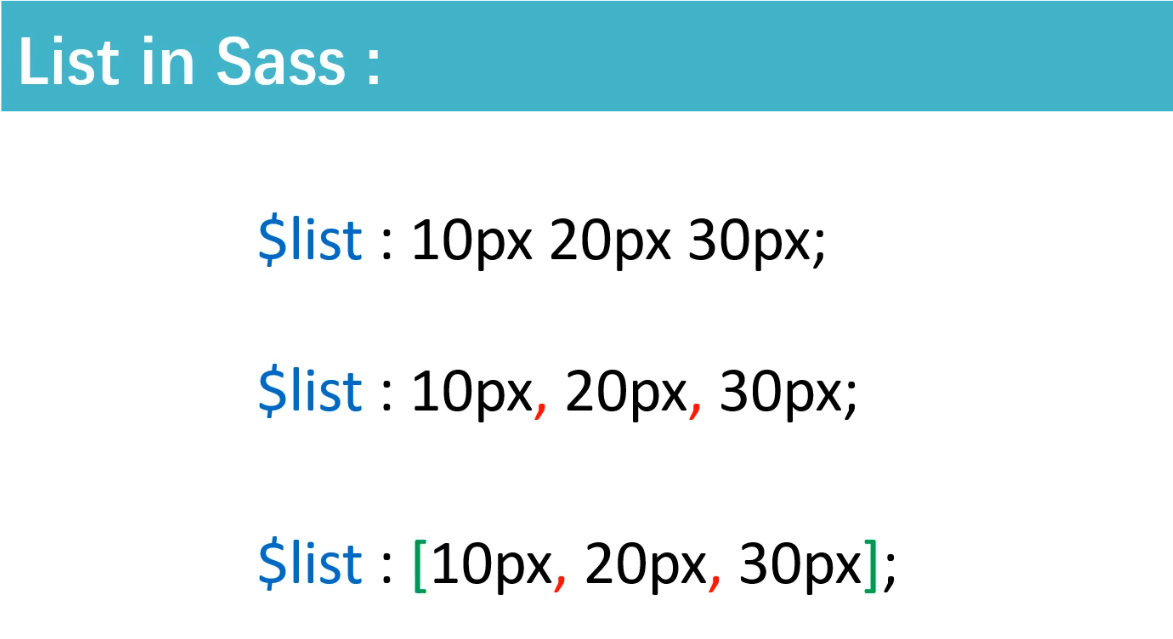 List in Sass :
$list : 10px 20px 30px;
$list : 10px, 20px, 30px;
$list : [10px, 20px, 30px];